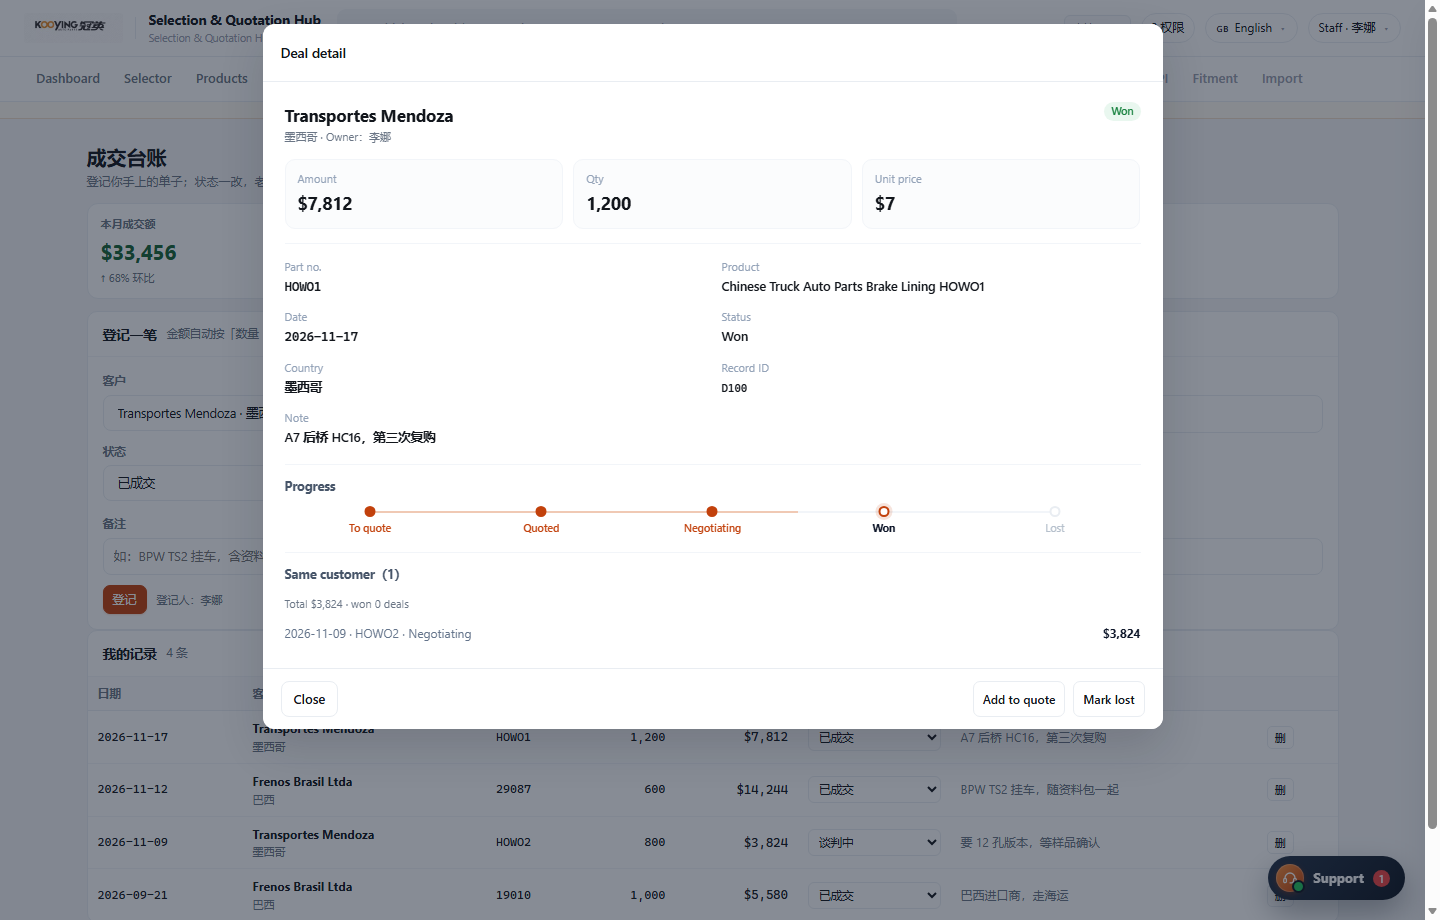 KOOYING 冠英
Selection & Quotation Hub
Selection & Quotation H
权限
GB English
Staff · 李娜
Dashboard
Selector
Products
Fitment
Import
成交台账
登记你手上的单子；状态一改，老
本月成交额
$33,456
↑ 68% 环比
登记一笔 金额自动按「数量
客户
Transportes Mendoza · 墨西
状态
已成交
备注
如：BPW TS2 挂车，含资料
登记 登记人：李娜
我的记录 4 条
日期
客
Deal detail
Transportes Mendoza
Won
墨西哥 · Owner：李娜
Amount
$7,812
Qty
1,200
Unit price
$7
Part no.
HOWO1
Product
Chinese Truck Auto Parts Brake Lining HOWO1
Date
2026-11-17
Status
Won
Country
墨西哥
Record ID
D100
Note
A7 后桥 HC16，第三次复购
Progress
To quote
Quoted
Negotiating
Won
Lost
Same customer (1)
Total $3,824 · won 0 deals
2026-11-09 · HOWO2 · Negotiating $3,824
Close
Add to quote
Mark lost
2026-11-17 Transportes Mendoza 墨西哥 HOWO1 1,200 $7,812 已成交 A7 后桥 HC16，第三次复购 删
2026-11-12 Frenos Brasil Ltda 巴西 29087 600 $14,244 已成交 BPW TS2 挂车，随资料包一起 删
2026-11-09 Transportes Mendoza 墨西哥 HOWO2 800 $3,824 谈判中 要 12 孔版本，等样品确认 删
2026-09-21 Frenos Brasil Ltda 巴西 19010 1,000 $5,580 已成交 巴西进口商，走海运
Support 1